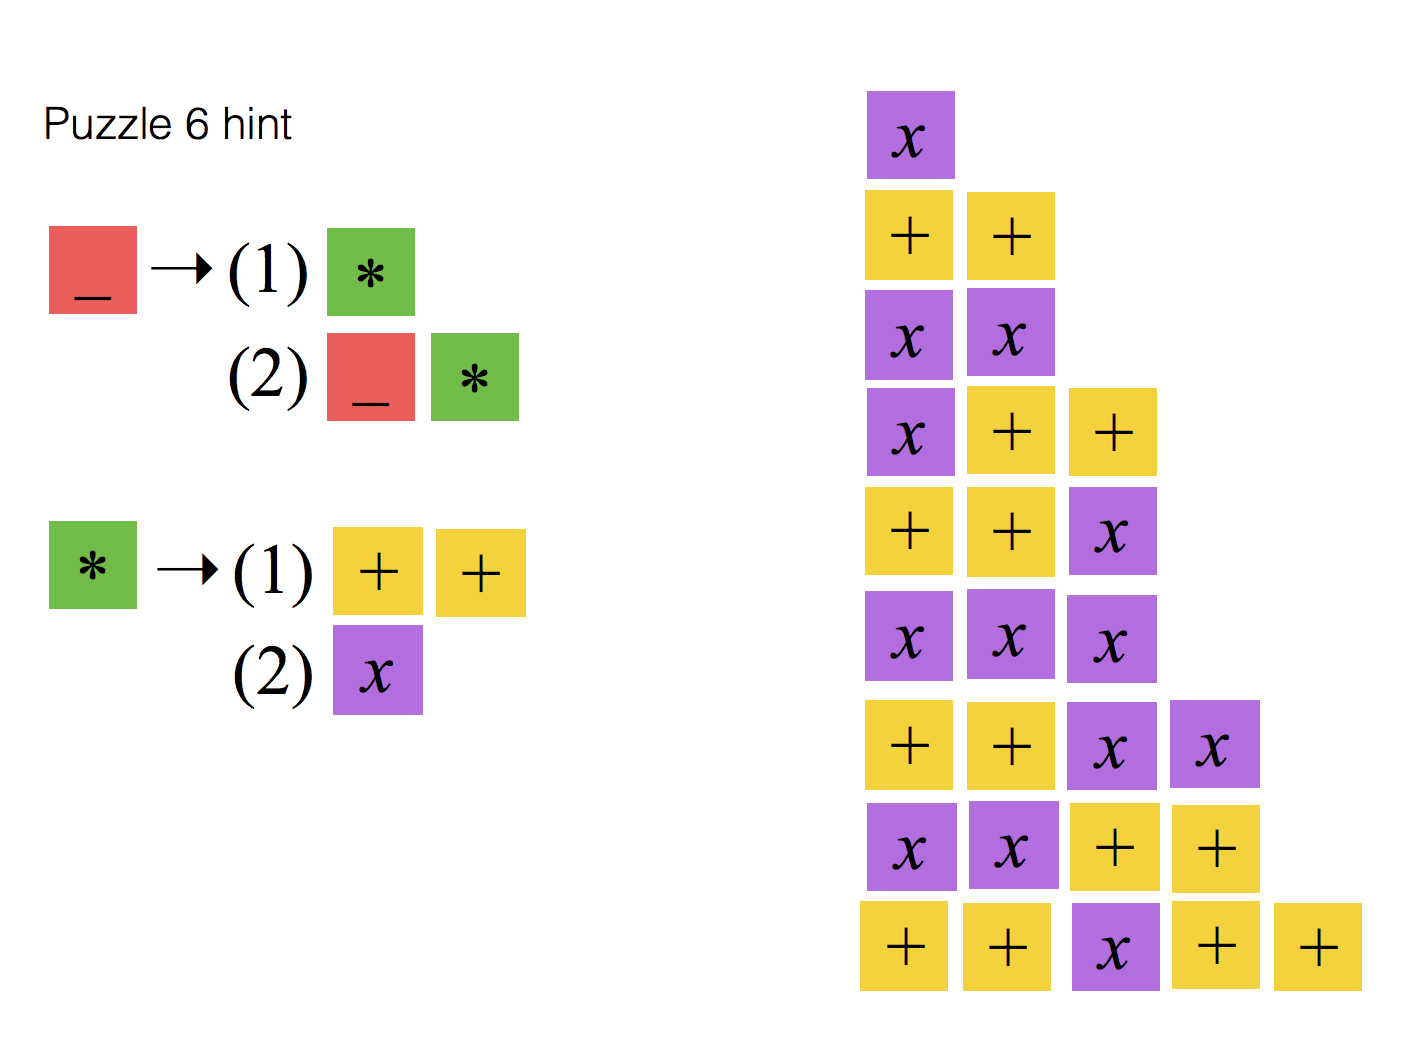 Puzzle 6 hint
_ → (1) *
(2) _ *
* → (1) + +
(2) x
x
+ +
x x
x + +
+ + x
x x x
+ + x x
x x + +
+ + x + +